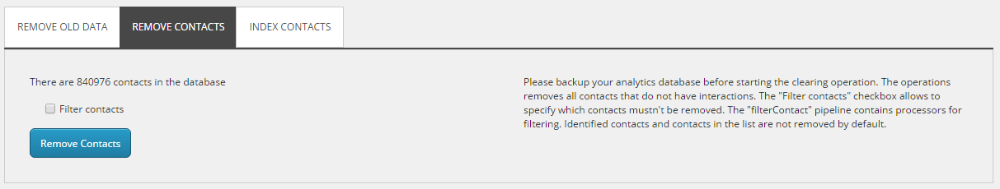 REMOVE OLD DATA REMOVE CONTACTS INDEX CONTACTS
There are 840976 contacts in the database
Filter contacts
Remove Contacts
Please backup your analytics database before starting the clearing operation. The operations
removes all contacts that do not have interactions. The "Filter contacts" checkbox allows to
specify which contacts mustn't be removed. The "filterContact" pipeline contains processors for
filtering. Identified contacts and contacts in the list are not removed by default.